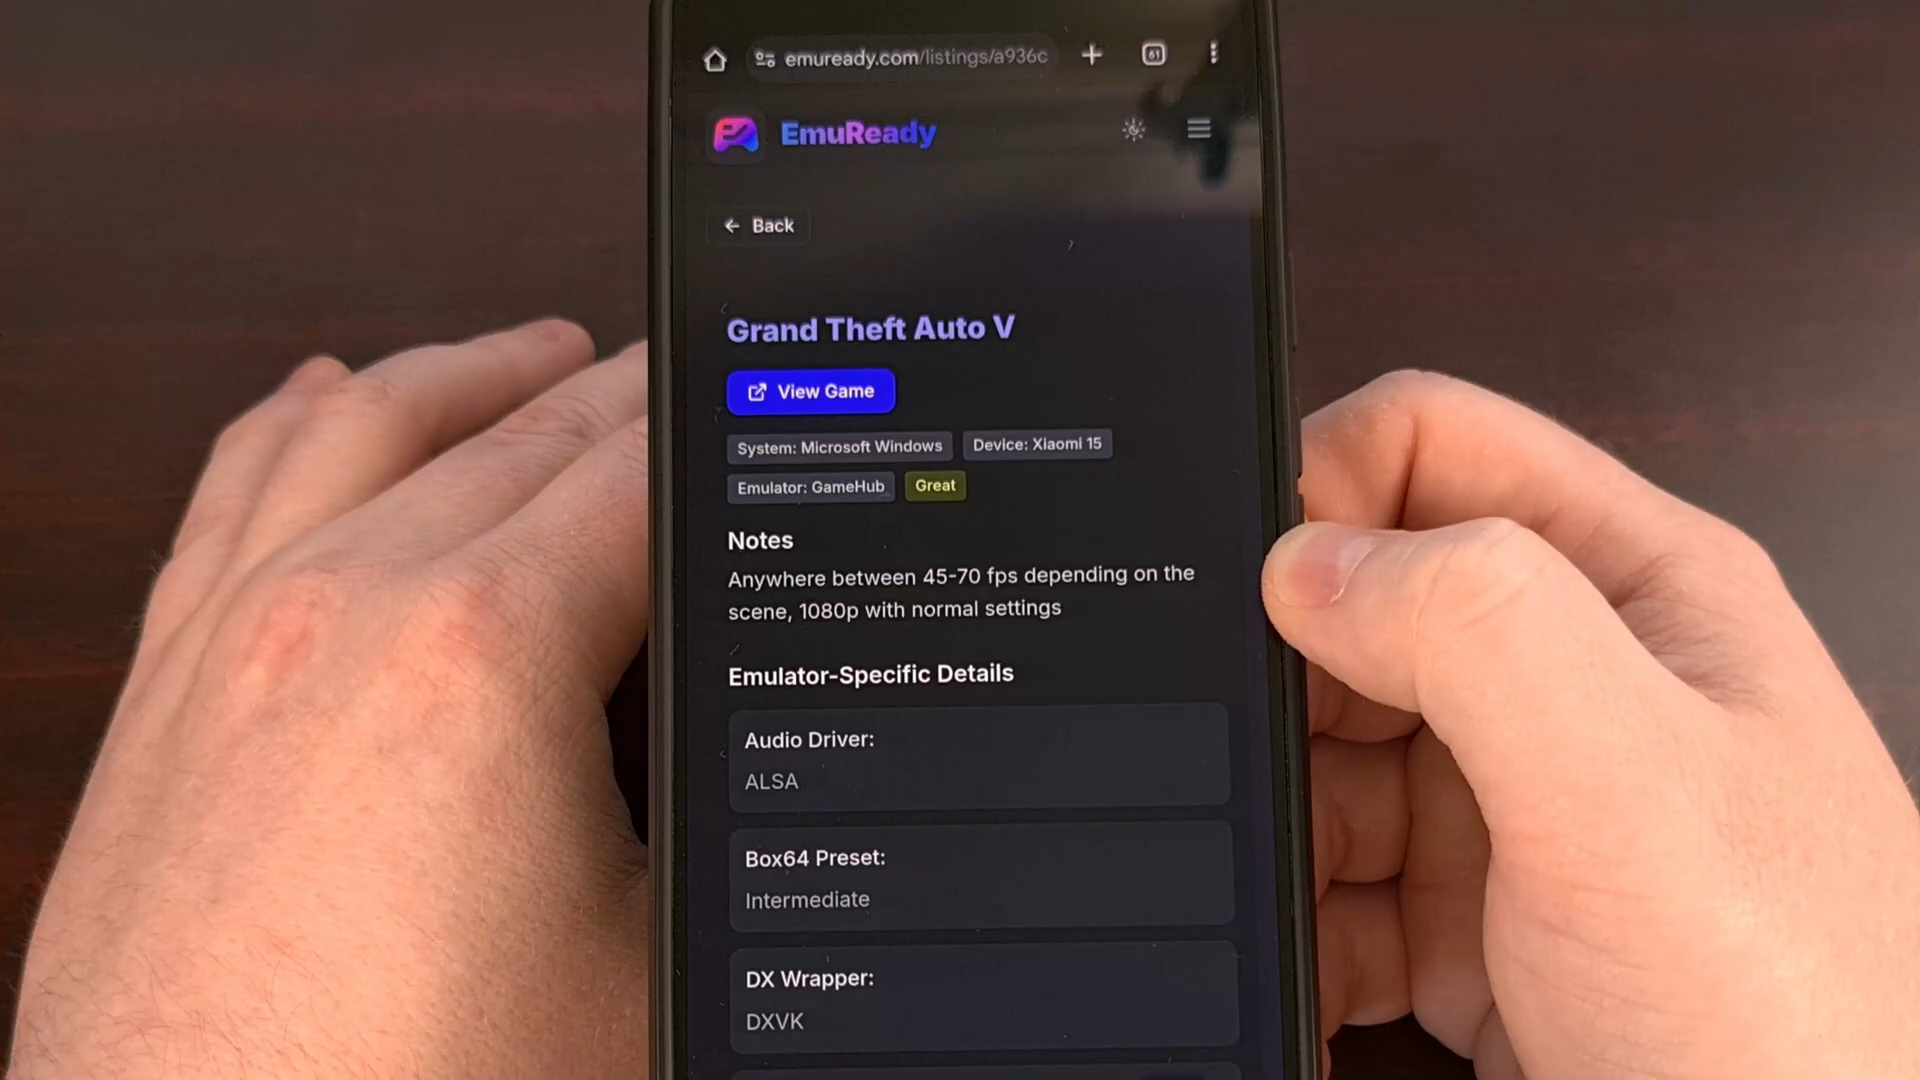 emuready.com/listings/a936c
61
EmuReady
Back
Grand Theft Auto V
View Game
System: Microsoft Windows
Device: Xiaomi 15
Emulator: GameHub
Great
Notes
Anywhere between 45-70 fps depending on the
scene, 1080p with normal settings
Emulator-Specific Details
Audio Driver:
ALSA
Box64 Preset:
Intermediate
DX Wrapper:
DXVK